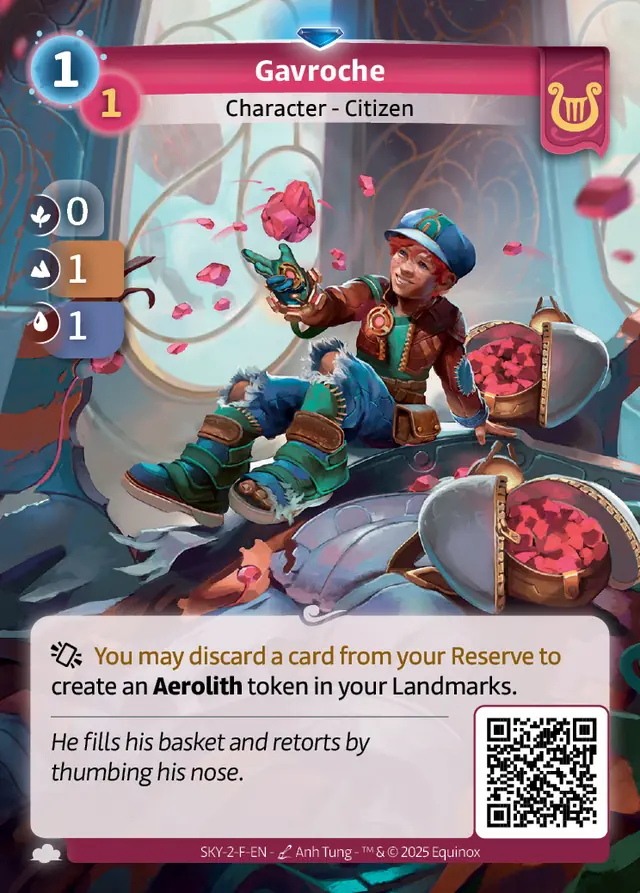 1
Gavroche
1
Character - Citizen
0
1
1
You may discard a card from your Reserve to
create an Aerolith token in your Landmarks.
He fills his basket and retorts by
thumbing his nose.
SKY-2-F-EN - Anh Tung - ™ & © 2025 Equinox